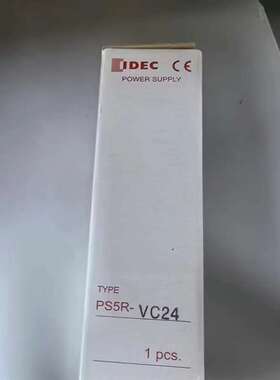 IDEC CE
POWER SUPPLY
TYPE
PS5R-VC24
1 pcs.